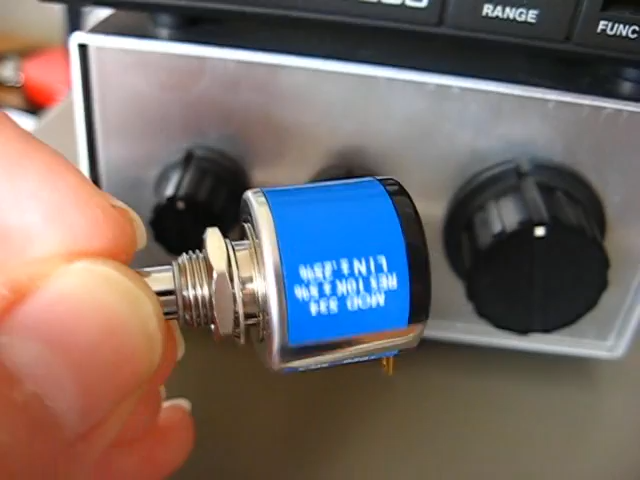 RANGE
FUNC
MOD 534
RES 10K ± 5%
LIN ± .25%